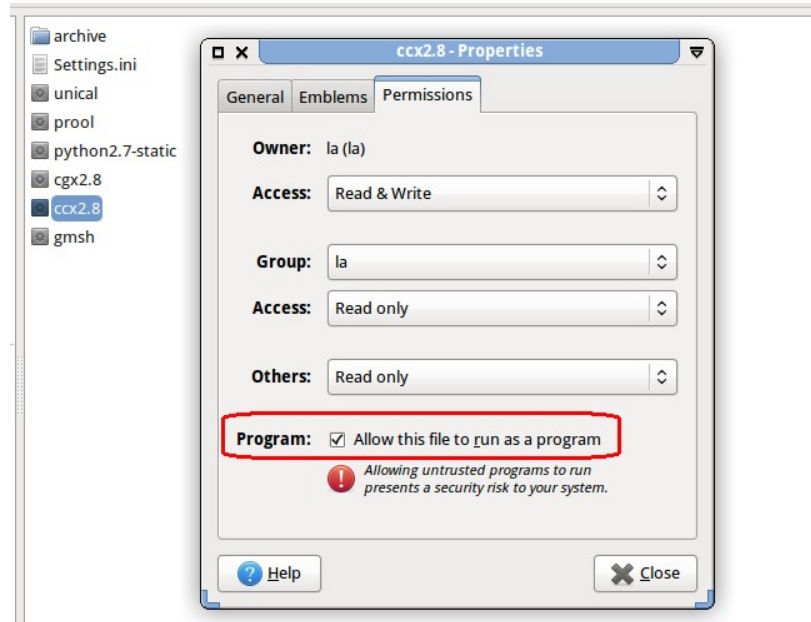 archive
Settings.ini
unical
prool
python2.7-static
cgx2.8
ccx2.8
gmsh
ccx2.8 - Properties
General Emblems Permissions
Owner: la (la)
Access: Read & Write
Group: la
Access: Read only
Others: Read only
Program: Allow this file to run as a program
Allowing untrusted programs to run
presents a security risk to your system.
Help Close